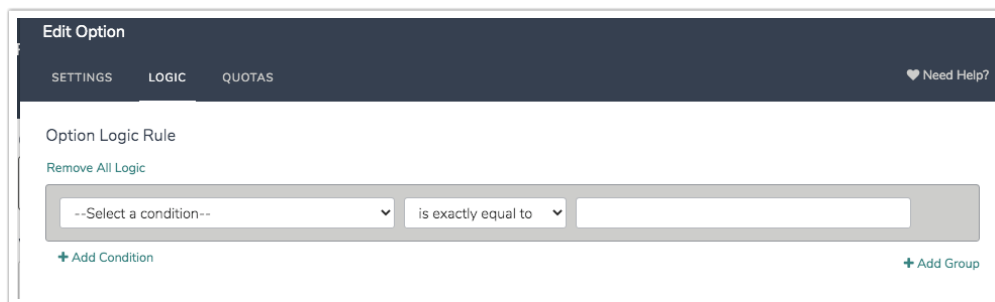 Edit Option
SETTINGS LOGIC QUOTAS Need Help?
Option Logic Rule
Remove All Logic
--Select a condition-- is exactly equal to
+ Add Condition
+ Add Group